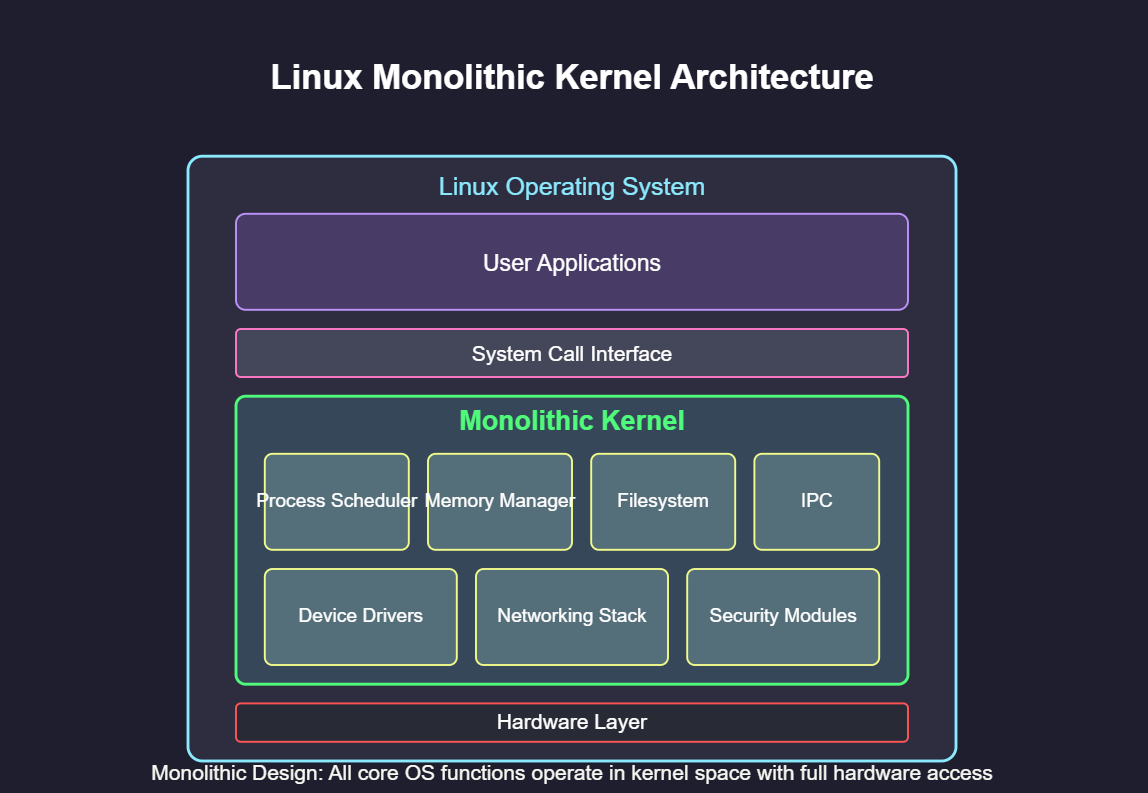 Linux Monolithic Kernel Architecture
Linux Operating System
User Applications
System Call Interface
Monolithic Kernel
Process Scheduler
Memory Manager
Filesystem
IPC
Device Drivers
Networking Stack
Security Modules
Hardware Layer
Monolithic Design: All core OS functions operate in kernel space with full hardware access